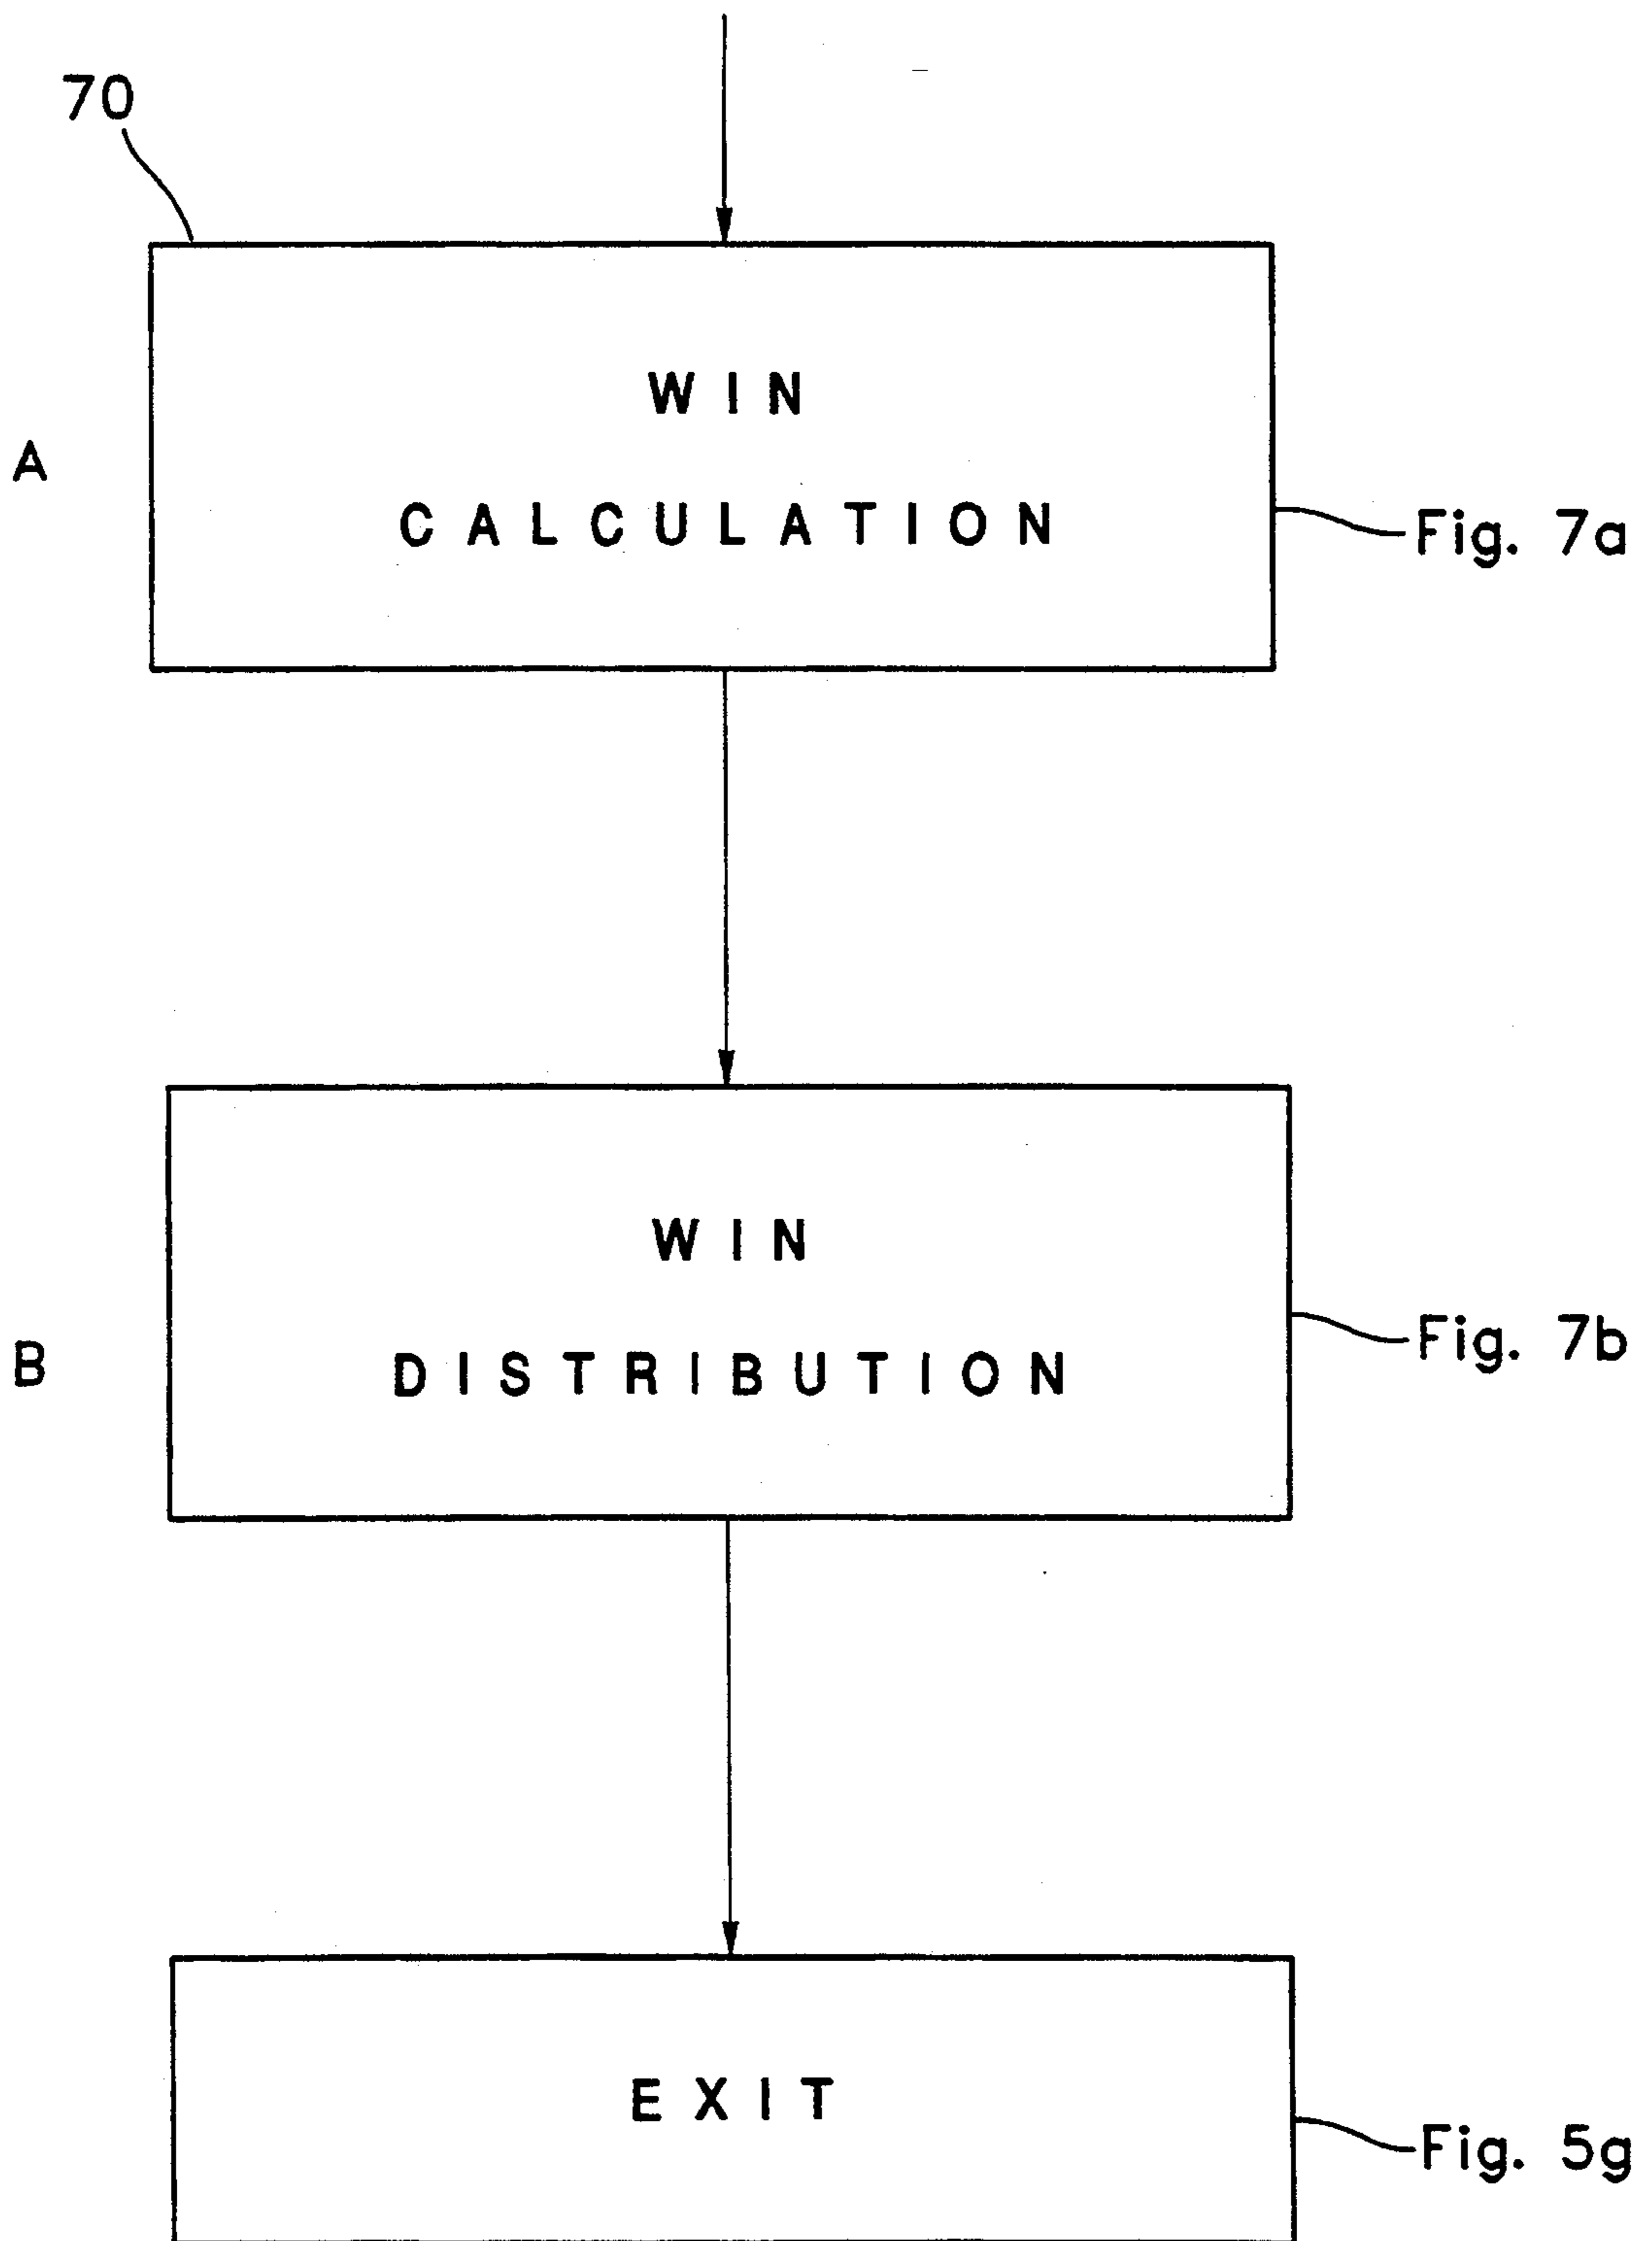 70
WIN
A
CALCULATION
Fig. 7a
WIN
B
DISTRIBUTION
Fig. 7b
EXIT
Fig. 5g